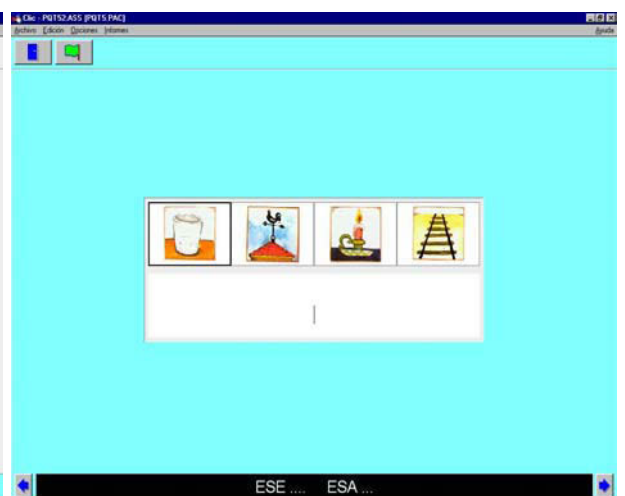 Clic - PQTS2.ASS [PQTS.PAC]
Archivo Edición Opciones Informes Ayuda
ESE .... ESA ...